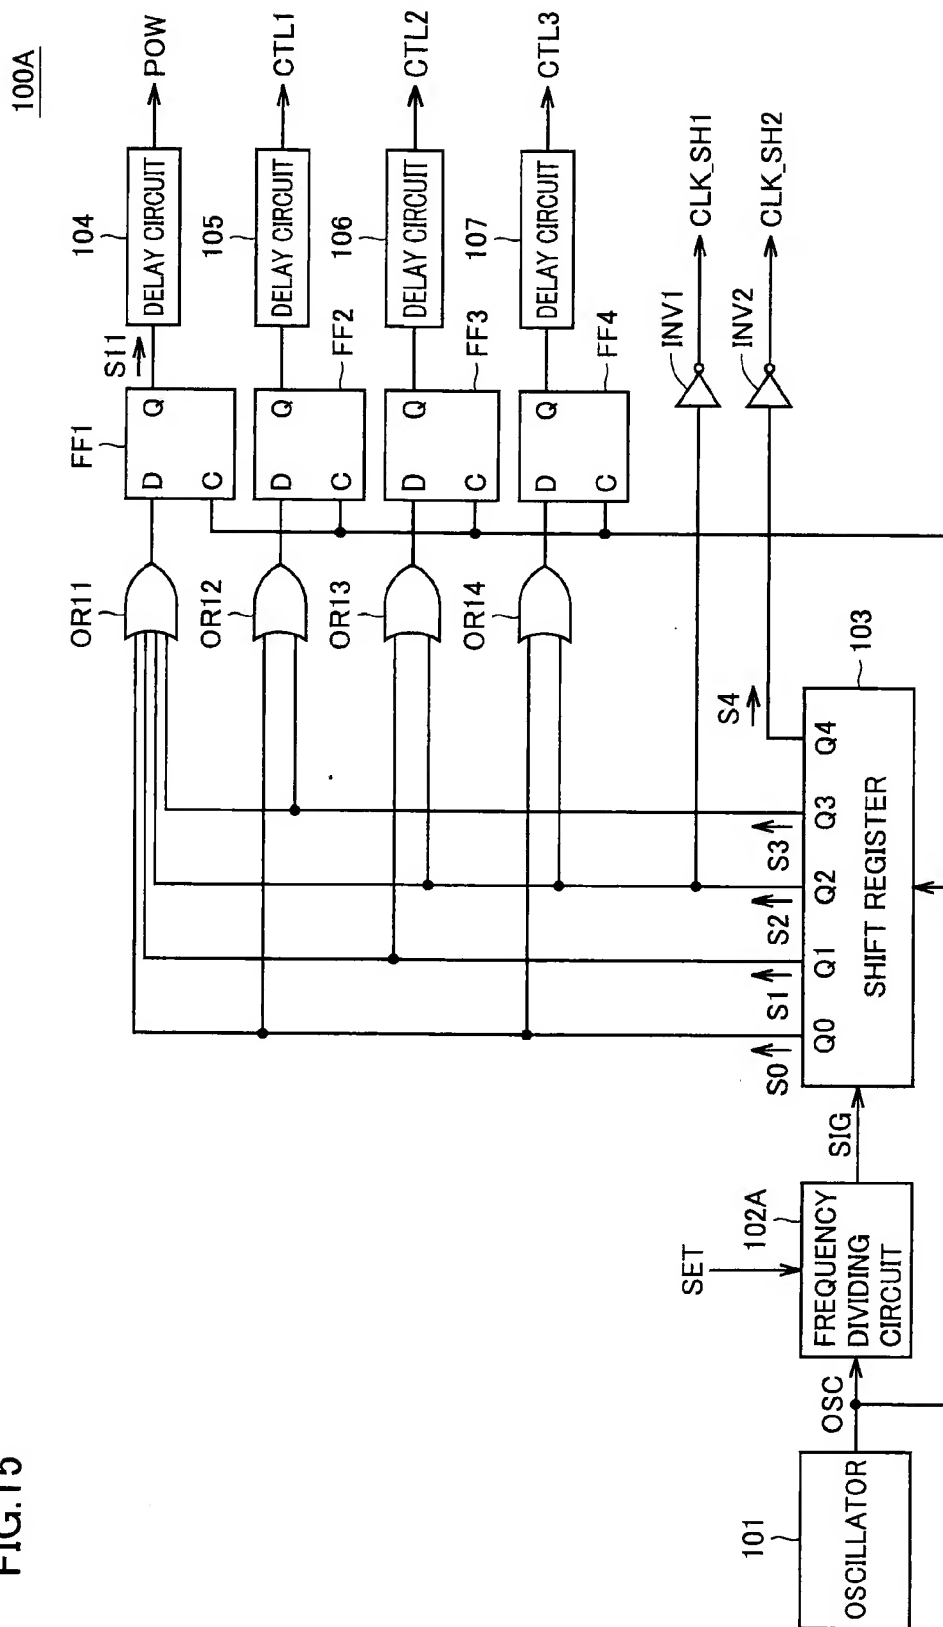 FIG.15
100A
101
OSCILLATOR
OSC
SET
102A
FREQUENCY
DIVIDING
CIRCUIT
SIG
103
SHIFT REGISTER
Q0
Q1
Q2
Q3
Q4
S0
S1
S2
S3
S4
OR11
OR12
OR13
OR14
FF1
D
Q
C
FF2
D
Q
C
FF3
D
Q
C
FF4
D
Q
C
S11
104
DELAY CIRCUIT
POW
105
DELAY CIRCUIT
CTL1
106
DELAY CIRCUIT
CTL2
107
DELAY CIRCUIT
CTL3
INV1
CLK_SH1
INV2
CLK_SH2